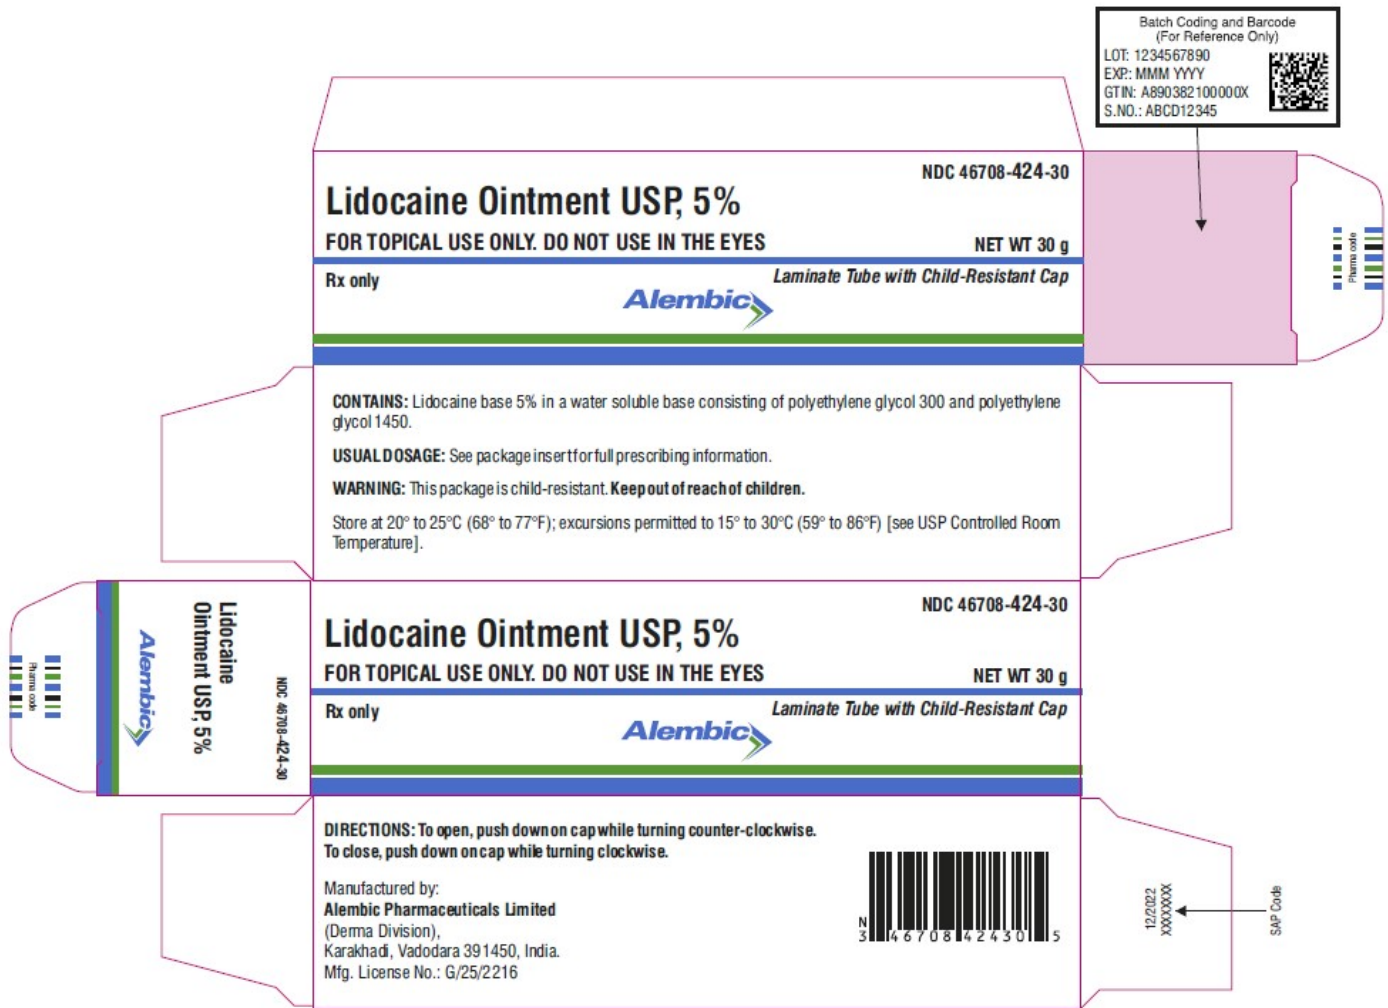 Batch Coding and Barcode
(For Reference Only)
LOT: 1234567890
EXP.: MMM YYYY
GTIN: A890382100000X
S.NO.: ABCD12345
NDC 46708-424-30
Lidocaine Ointment USP, 5%
FOR TOPICAL USE ONLY. DO NOT USE IN THE EYES
NET WT 30 g
Rx only
Laminate Tube with Child-Resistant Cap
Alembic
Pharma code
CONTAINS: Lidocaine base 5% in a water soluble base consisting of polyethylene glycol 300 and polyethylene
glycol 1450.
USUAL DOSAGE: See package insert for full prescribing information.
WARNING: This package is child-resistant. Keep out of reach of children.
Store at 20° to 25°C (68° to 77°F); excursions permitted to 15° to 30°C (59° to 86°F) [see USP Controlled Room
Temperature].
Pharma code
Alembic
Lidocaine
Ointment USP, 5%
NDC 46708-424-30
NDC 46708-424-30
Lidocaine Ointment USP, 5%
FOR TOPICAL USE ONLY. DO NOT USE IN THE EYES
NET WT 30 g
Rx only
Laminate Tube with Child-Resistant Cap
Alembic
DIRECTIONS: To open, push down on cap while turning counter-clockwise.
To close, push down on cap while turning clockwise.
Manufactured by:
Alembic Pharmaceuticals Limited
(Derma Division),
Karakhadi, Vadodara 391450, India.
Mfg. License No.: G/25/2216
N
3 46708 42430 5
12/2022
XXXXXXX
SAP Code